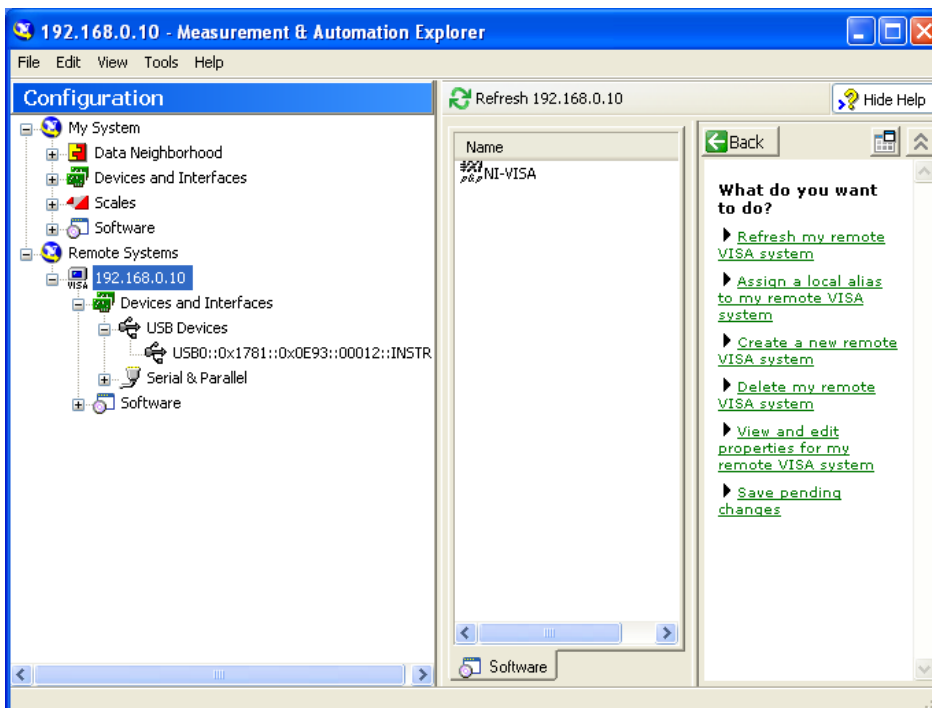 192.168.0.10 - Measurement & Automation Explorer
File Edit View Tools Help
Configuration
My System
Data Neighborhood
Devices and Interfaces
Scales
Software
Remote Systems
VISA 192.168.0.10
Devices and Interfaces
USB Devices
USB0::0x1781::0x0E93::00012::INSTR
Serial & Parallel
Software
Refresh 192.168.0.10
Hide Help
Name
NI-VISA
Software
Back
What do you want
to do?
Refresh my remote
VISA system
Assign a local alias
to my remote VISA
system
Create a new remote
VISA system
Delete my remote
VISA system
View and edit
properties for my
remote VISA system
Save pending
changes